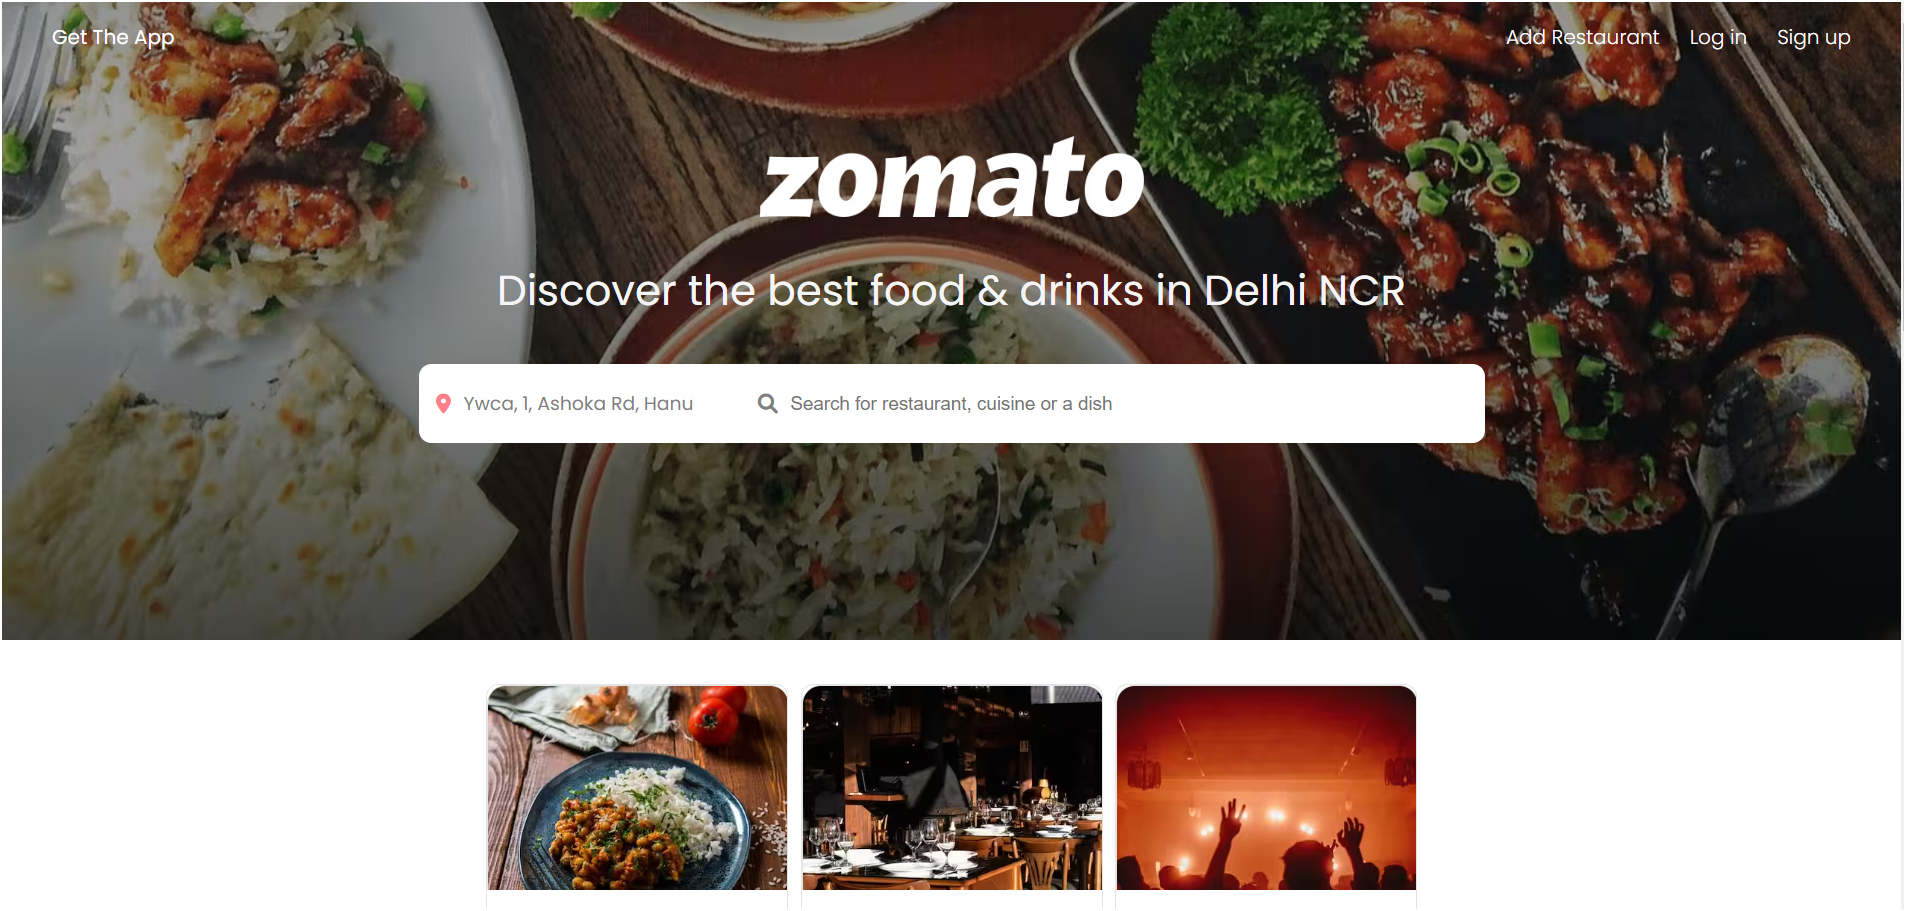 Get The App
Add Restaurant
Log in
Sign up
zomato
Discover the best food & drinks in Delhi NCR
Ywca, 1, Ashoka Rd, Hanu
Search for restaurant, cuisine or a dish